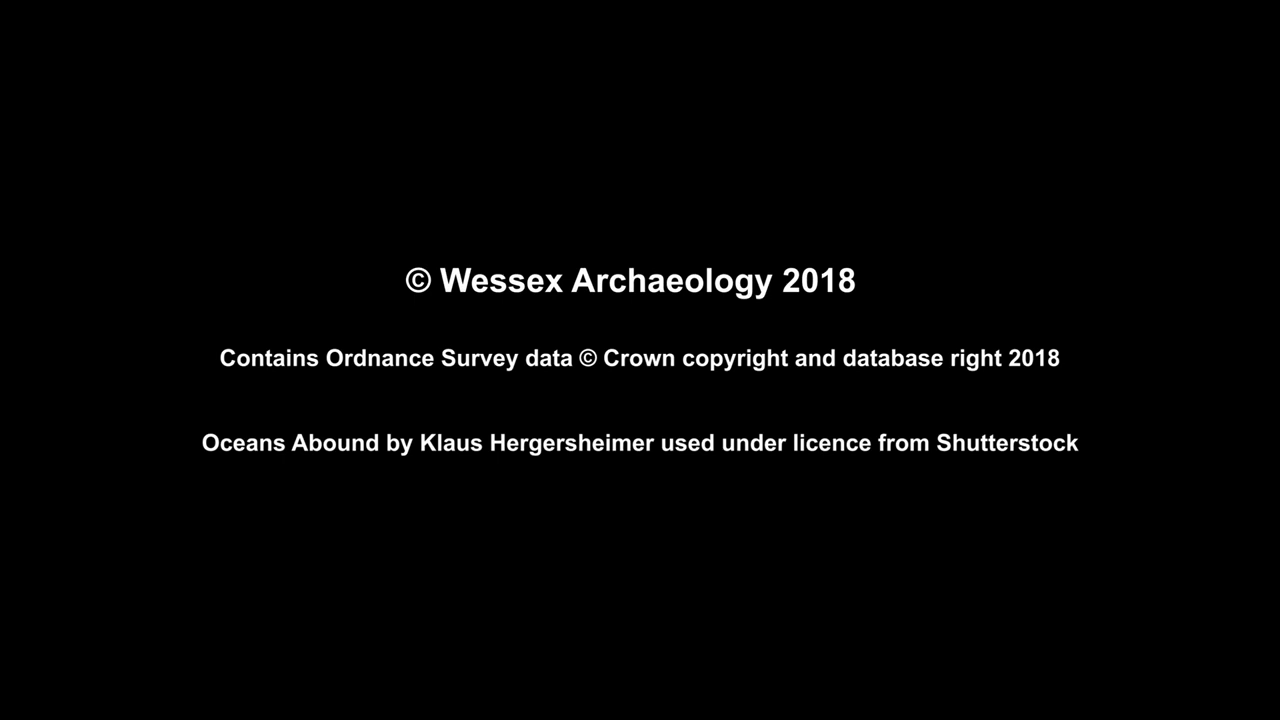 © Wessex Archaeology 2018
Contains Ordnance Survey data © Crown copyright and database right 2018
Oceans Abound by Klaus Hergersheimer used under licence from Shutterstock